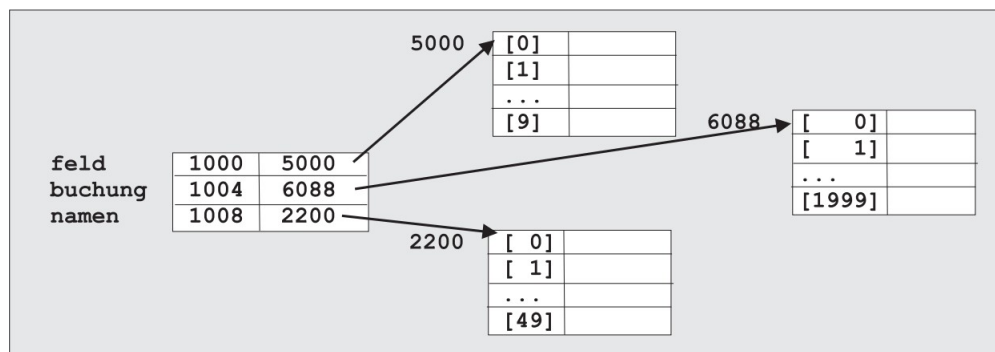 5000 [0]
[1]
...
[9]
6088 [   0]
[   1]
...
[1999]
feld 1000 5000
buchung 1004 6088
namen 1008 2200
2200 [ 0]
[ 1]
...
[49]